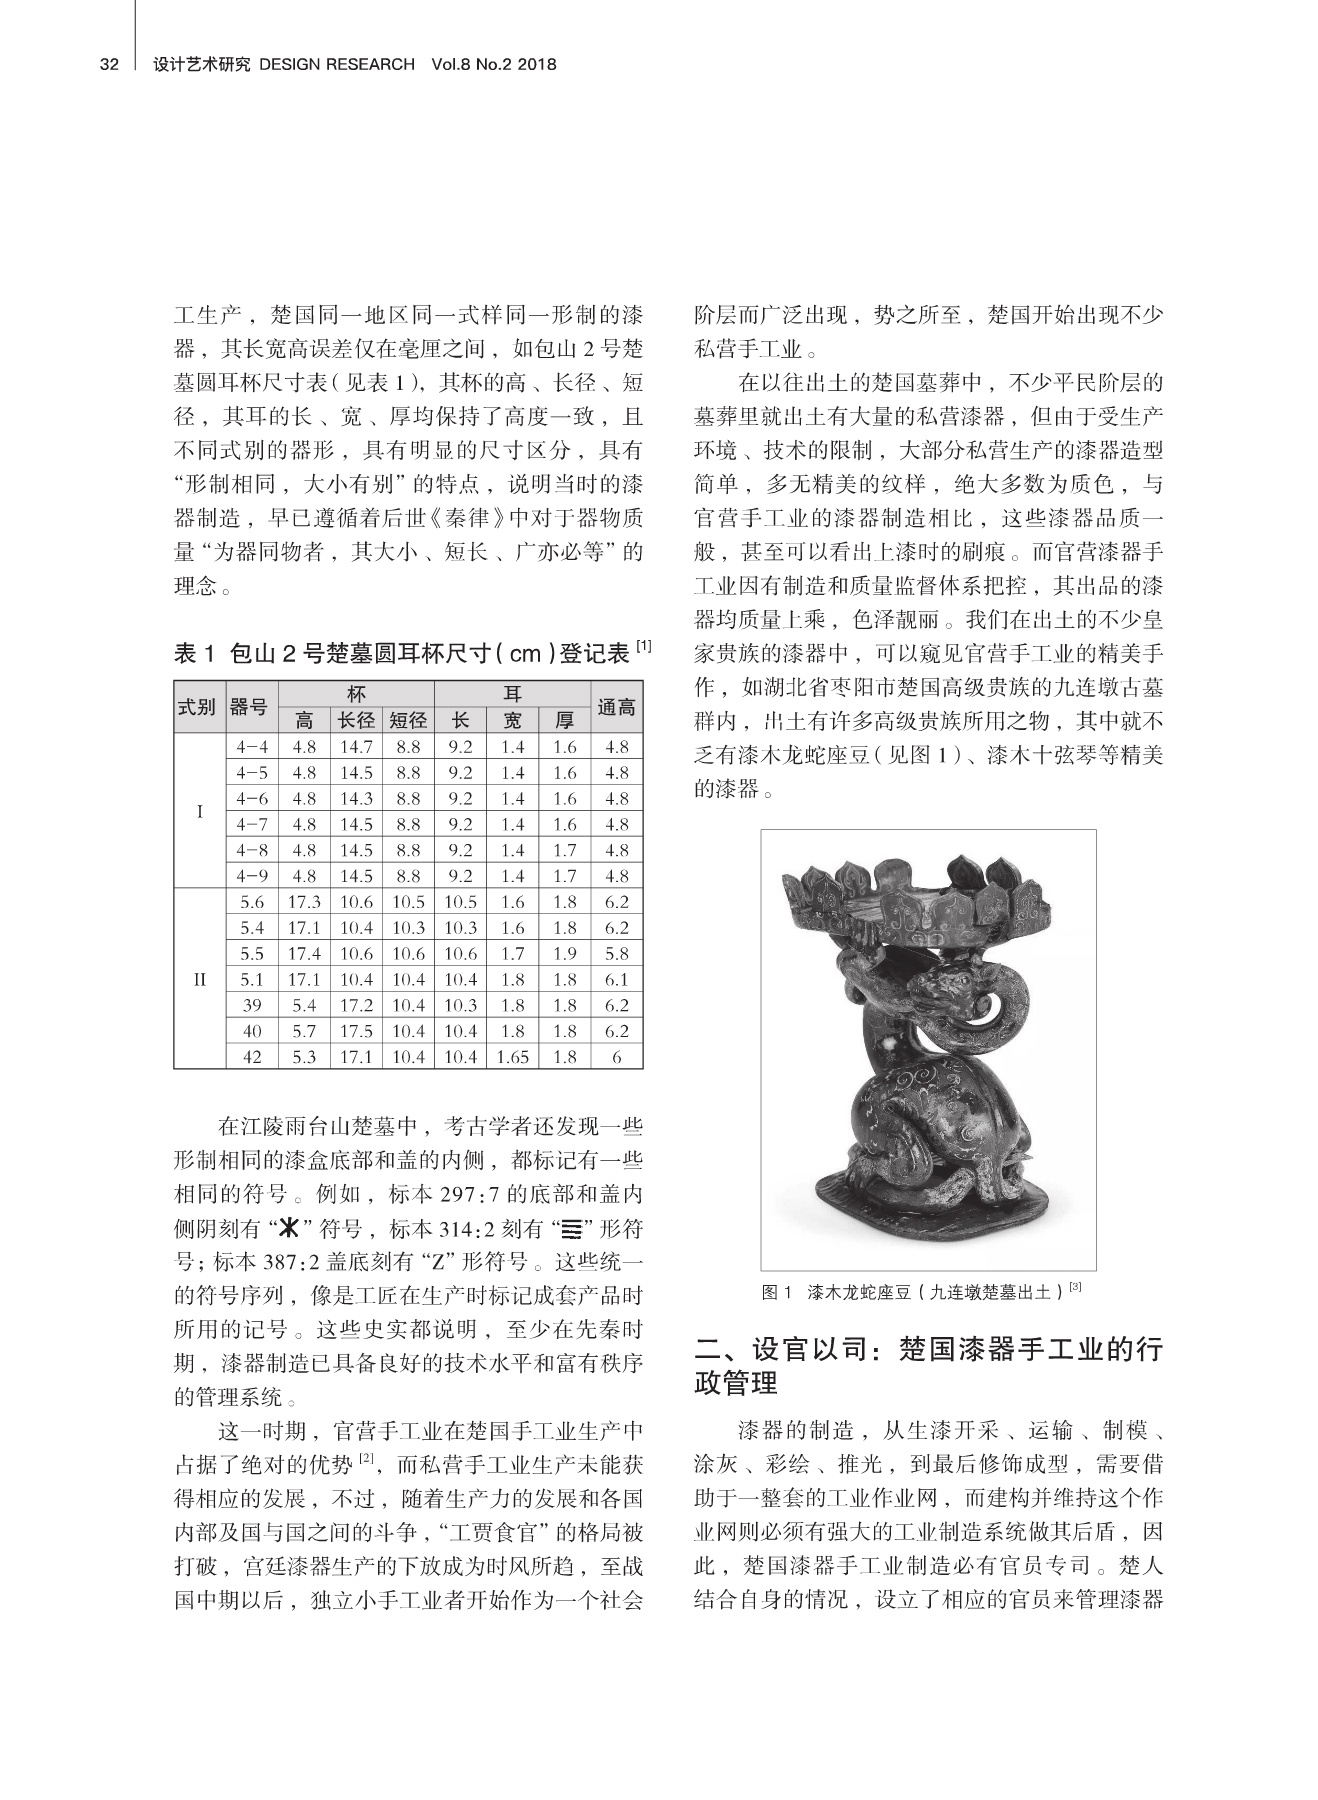 32 设计艺术研究 DESIGN RESEARCH Vol.8 No.2 2018
工生产，楚国同一地区同一式样同一形制的漆
器，其长宽高误差仅在毫厘之间，如包山 2 号楚
墓圆耳杯尺寸表（见表 1），其杯的高、长径、短
径，其耳的长、宽、厚均保持了高度一致，且
不同式别的器形，具有明显的尺寸区分，具有
“形制相同，大小有别”的特点，说明当时的漆
器制造，早已遵循着后世《秦律》中对于器物质
量“为器同物者，其大小、短长、广亦必等”的
理念。
表 1 包山 2 号楚墓圆耳杯尺寸（cm）登记表 [1]
式别 器号 杯 耳 通高
高 长径 短径 长 宽 厚
I
4-4 4.8 14.7 8.8 9.2 1.4 1.6 4.8
4-5 4.8 14.5 8.8 9.2 1.4 1.6 4.8
4-6 4.8 14.3 8.8 9.2 1.4 1.6 4.8
4-7 4.8 14.5 8.8 9.2 1.4 1.6 4.8
4-8 4.8 14.5 8.8 9.2 1.4 1.7 4.8
4-9 4.8 14.5 8.8 9.2 1.4 1.7 4.8
II
5.6 17.3 10.6 10.5 10.5 1.6 1.8 6.2
5.4 17.1 10.4 10.3 10.3 1.6 1.8 6.2
5.5 17.4 10.6 10.6 10.6 1.7 1.9 5.8
5.1 17.1 10.4 10.4 10.4 1.8 1.8 6.1
39 5.4 17.2 10.4 10.3 1.8 1.8 6.2
40 5.7 17.5 10.4 10.4 1.8 1.8 6.2
42 5.3 17.1 10.4 10.4 1.65 1.8 6
在江陵雨台山楚墓中，考古学者还发现一些
形制相同的漆盒底部和盖的内侧，都标记有一些
相同的符号。例如，标本 297:7 的底部和盖内
侧阴刻有“”符号，标本 314:2 刻有“”形符
号；标本 387:2 盖底刻有“Z”形符号。这些统一
的符号序列，像是工匠在生产时标记成套产品时
所用的记号。这些史实都说明，至少在先秦时
期，漆器制造已具备良好的技术水平和富有秩序
的管理系统。
这一时期，官营手工业在楚国手工业生产中
占据了绝对的优势 [2]，而私营手工业生产未能获
得相应的发展，不过，随着生产力的发展和各国
内部及国与国之间的斗争，“工贾食官”的格局被
打破，宫廷漆器生产的下放成为时风所趋，至战
国中期以后，独立小手工业者开始作为一个社会
阶层而广泛出现，势之所至，楚国开始出现不少
私营手工业。
在以往出土的楚国墓葬中，不少平民阶层的
墓葬里就出土有大量的私营漆器，但由于受生产
环境、技术的限制，大部分私营生产的漆器造型
简单，多无精美的纹样，绝大多数为质色，与
官营手工业的漆器制造相比，这些漆器品质一
般，甚至可以看出上漆时的刷痕。而官营漆器手
工业因有制造和质量监督体系把控，其出品的漆
器均质量上乘，色泽靓丽。我们在出土的不少皇
家贵族的漆器中，可以窥见官营手工业的精美手
作，如湖北省枣阳市楚国高级贵族的九连墩古墓
群内，出土有许多高级贵族所用之物，其中就不
乏有漆木龙蛇座豆（见图 1）、漆木十弦琴等精美
的漆器。
图 1 漆木龙蛇座豆（九连墩楚墓出土）[3]
二、设官以司：楚国漆器手工业的行
政管理
漆器的制造，从生漆开采、运输、制模、
涂灰、彩绘、推光，到最后修饰成型，需要借
助于一整套的工业作业网，而建构并维持这个作
业网则必须有强大的工业制造系统做其后盾，因
此，楚国漆器手工业制造必有官员专司。楚人
结合自身的情况，设立了相应的官员来管理漆器